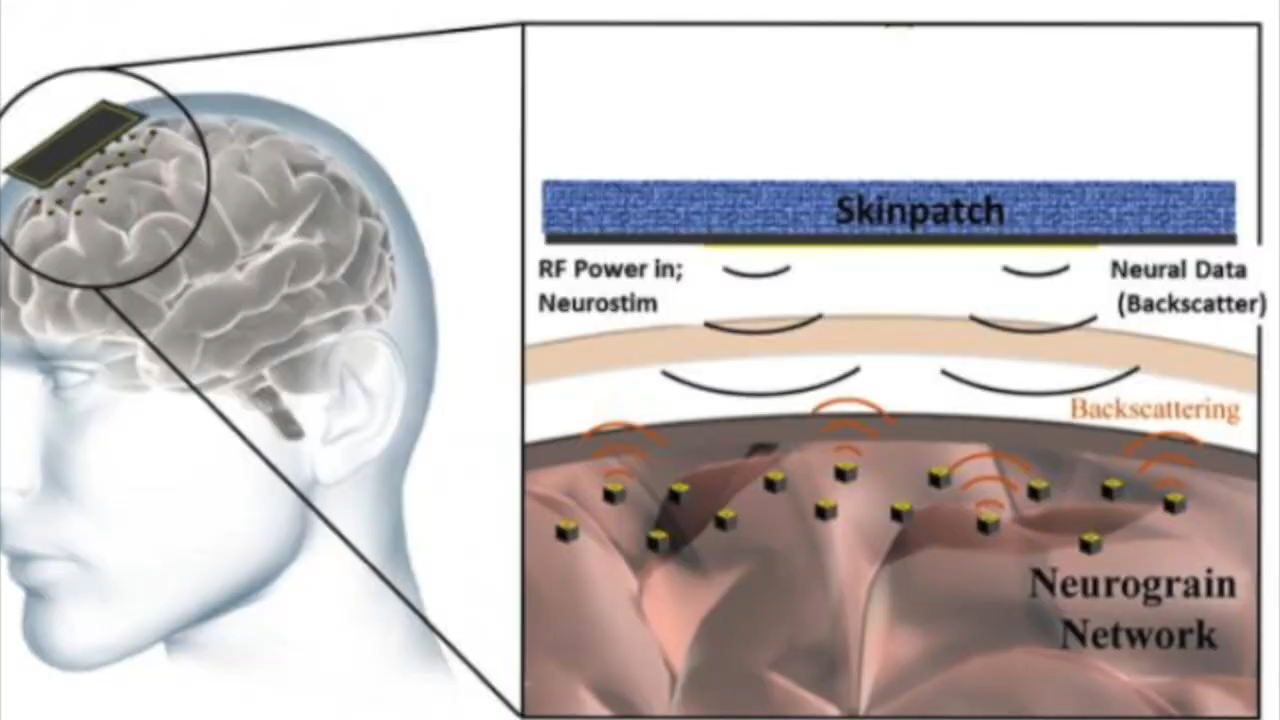 Skinpatch
RF Power in;
Neurostim
Neural Data
(Backscatter)
Backscattering
Neurograin
Network